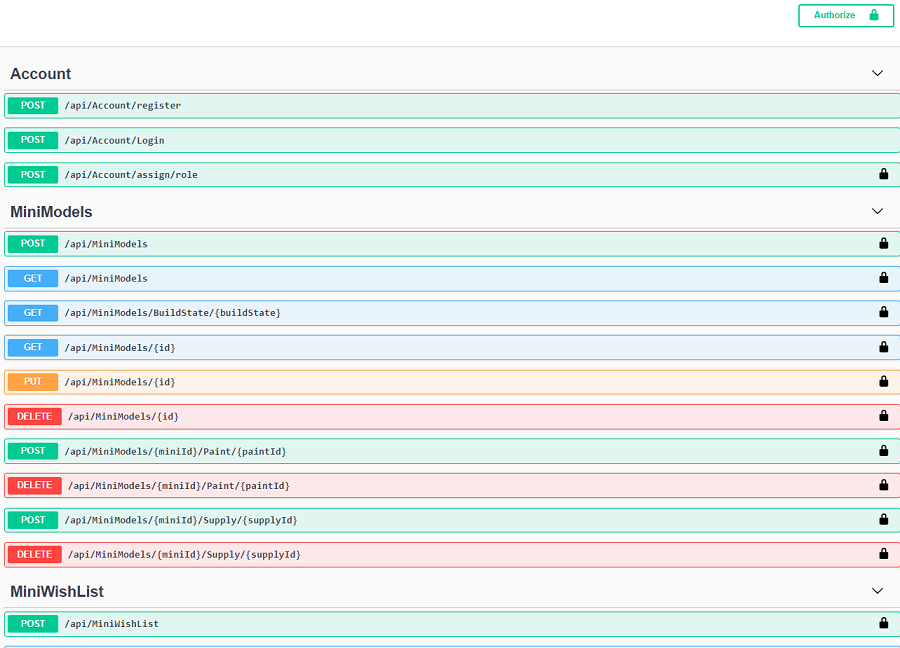 Authorize
Account
POST /api/Account/register
POST /api/Account/Login
POST /api/Account/assign/role
MiniModels
POST /api/MiniModels
GET /api/MiniModels
GET /api/MiniModels/BuildState/{buildState}
GET /api/MiniModels/{id}
PUT /api/MiniModels/{id}
DELETE /api/MiniModels/{id}
POST /api/MiniModels/{miniId}/Paint/{paintId}
DELETE /api/MiniModels/{miniId}/Paint/{paintId}
POST /api/MiniModels/{miniId}/Supply/{supplyId}
DELETE /api/MiniModels/{miniId}/Supply/{supplyId}
MiniWishList
POST /api/MiniWishList